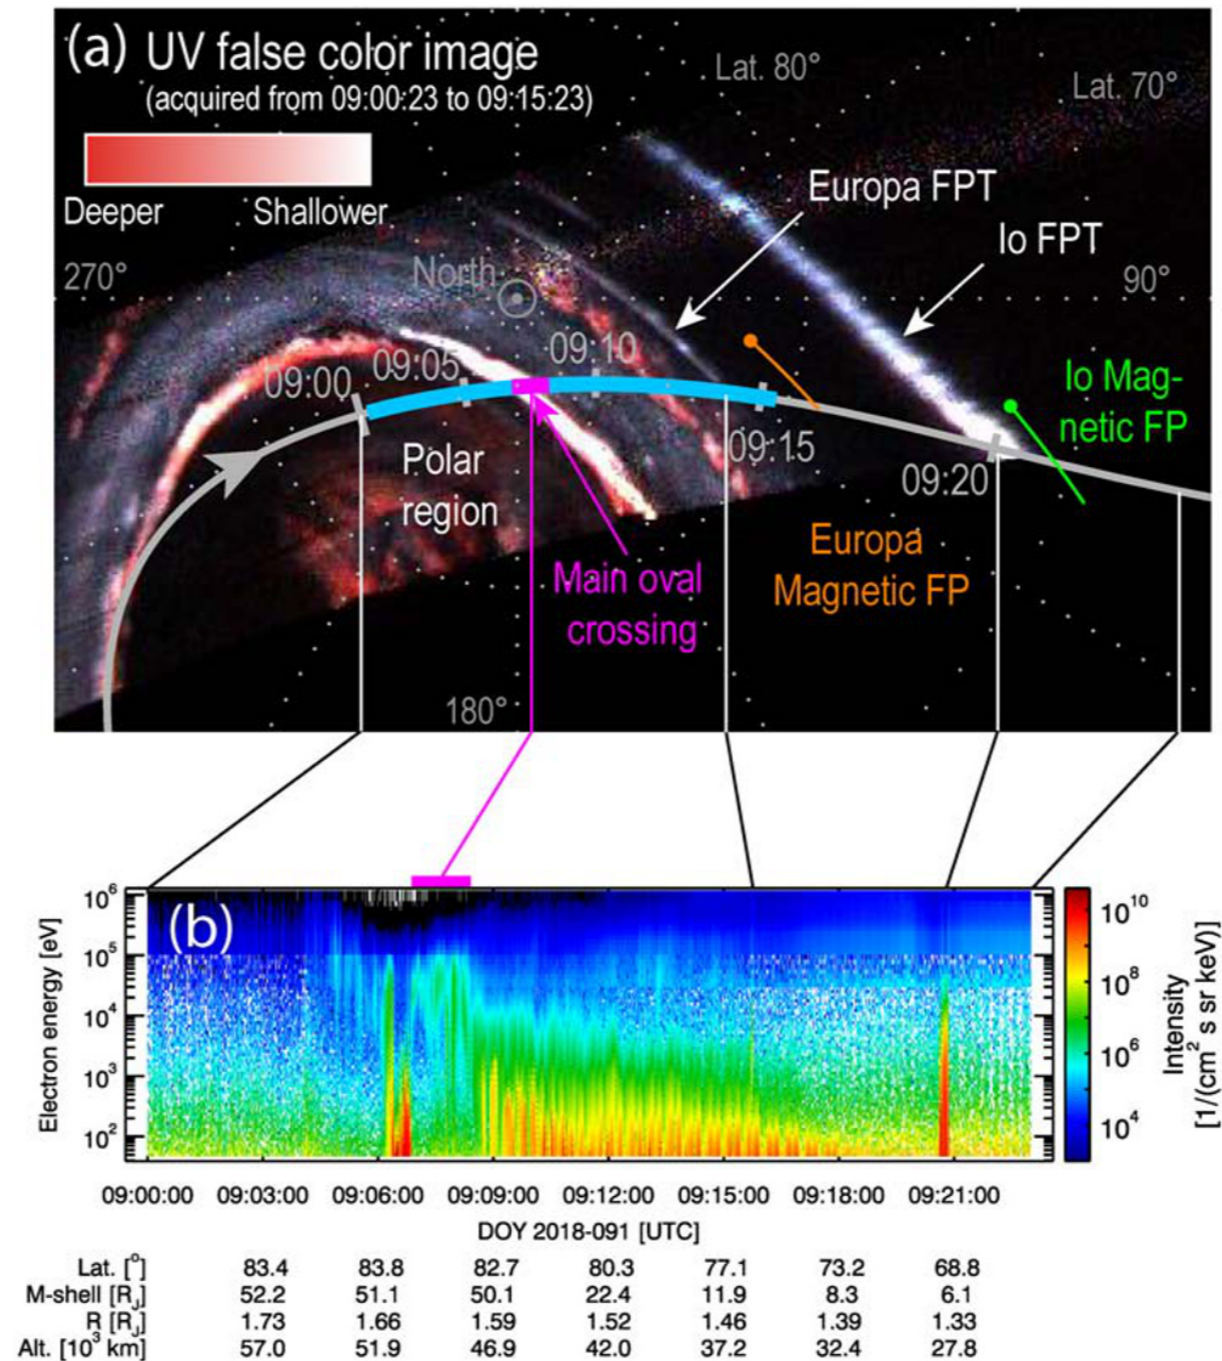 (a) UV false color image
(acquired from 09:00:23 to 09:15:23)
Lat. 80°
Lat. 70°
Deeper
Shallower
Europa FPT
Io FPT
270°
North
90°
09:00
09:05
09:10
Io Mag-
netic FP
Polar
region
09:15
09:20
Europa
Magnetic FP
Main oval
crossing
180°
(b)
Electron energy [eV]
10⁶
10⁵
10⁴
10³
10²
10¹⁰
10⁸
10⁶
10⁴
Intensity
[1/(cm² s sr keV)]
09:00:00 09:03:00 09:06:00 09:09:00 09:12:00 09:15:00 09:18:00 09:21:00
DOY 2018-091 [UTC]
Lat. [°] 83.4 83.8 82.7 80.3 77.1 73.2 68.8
M-shell [R_J] 52.2 51.1 50.1 22.4 11.9 8.3 6.1
R [R_J] 1.73 1.66 1.59 1.52 1.46 1.39 1.33
Alt. [10³ km] 57.0 51.9 46.9 42.0 37.2 32.4 27.8